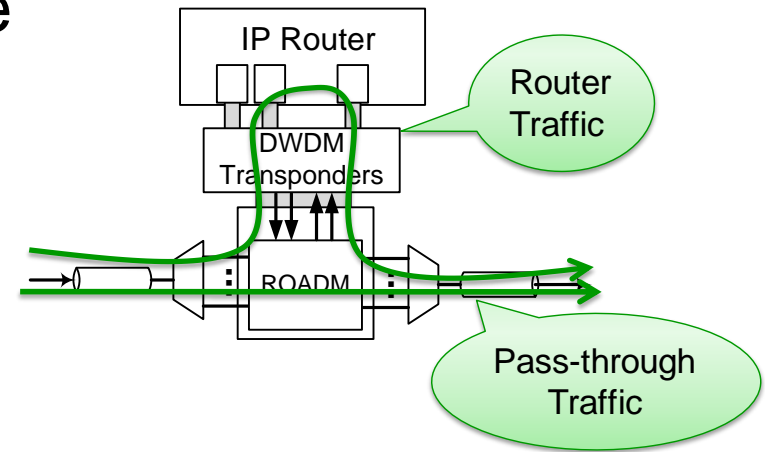 e
IP Router
Router
Traffic
DWDM
Transponders
ROADM
Pass-through
Traffic